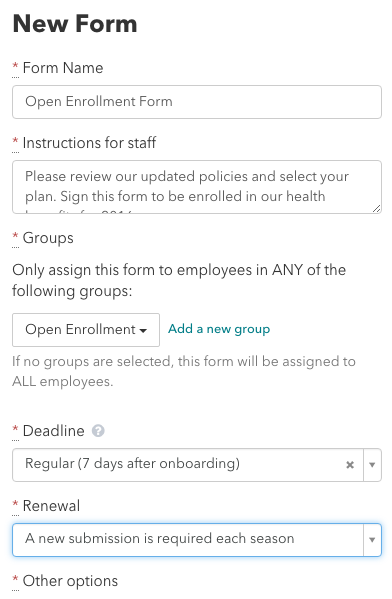 New Form
* Form Name
Open Enrollment Form
* Instructions for staff
Please review our updated policies and select your
plan. Sign this form to be enrolled in our health
* Groups
Only assign this form to employees in ANY of the
following groups:
Open Enrollment Add a new group
If no groups are selected, this form will be assigned to
ALL employees.
* Deadline ?
Regular (7 days after onboarding) ×
* Renewal
A new submission is required each season
* Other options